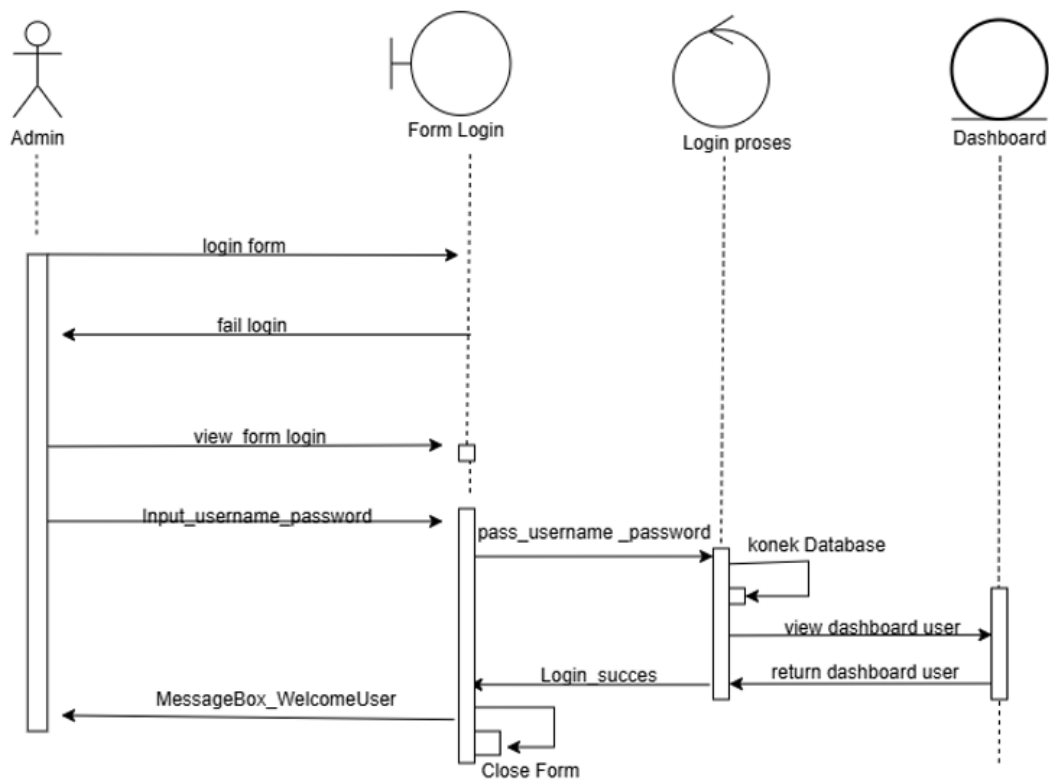 Admin
Form Login
Login proses
Dashboard
login form
fail login
view_form login
Input_username_password
pass_username _password
konek Database
view dashboard user
return dashboard user
Login_succes
MessageBox_WelcomeUser
Close Form